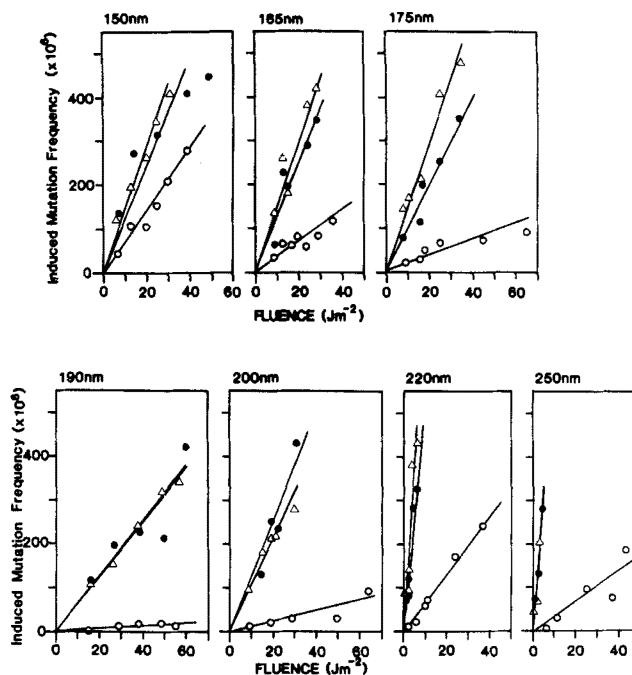 150nm 165nm 175nm
Induced Mutation Frequency (x10⁶)
400
200
0
0 20 40 60 0 20 40 0 20 40 60
FLUENCE (Jm⁻²)
190nm 200nm 220nm 250nm
Induced Mutation Frequency (x10⁶)
400
200
0
0 20 40 60 0 20 40 60 0 20 40 0 20 40
FLUENCE (Jm⁻²)